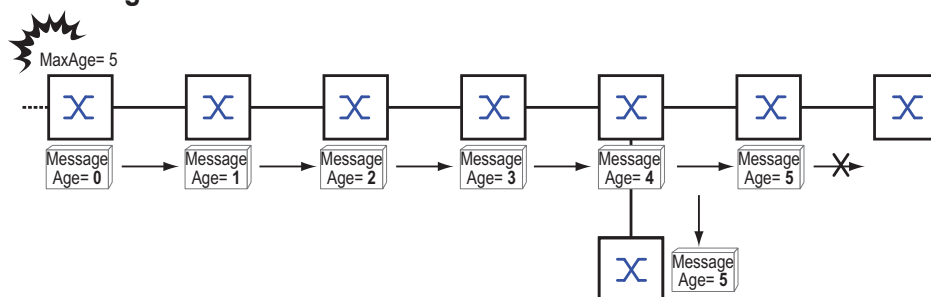 MaxAge= 5
Message
Age= 0
Message
Age= 1
Message
Age= 2
Message
Age= 3
Message
Age= 4
Message
Age= 5
Message
Age= 5